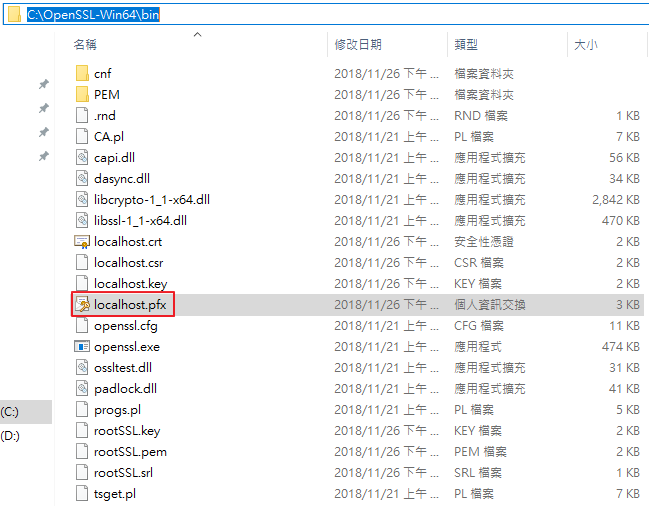 C:\OpenSSL-Win64\bin
名稱 修改日期 類型 大小
cnf 2018/11/26 下午 ... 檔案資料夾
PEM 2018/11/26 下午 ... 檔案資料夾
.rnd 2018/11/26 下午 ... RND 檔案 1 KB
CA.pl 2018/11/21 上午 ... PL 檔案 7 KB
capi.dll 2018/11/21 上午 ... 應用程式擴充 56 KB
dasync.dll 2018/11/21 上午 ... 應用程式擴充 34 KB
libcrypto-1_1-x64.dll 2018/11/21 上午 ... 應用程式擴充 2,842 KB
libssl-1_1-x64.dll 2018/11/21 上午 ... 應用程式擴充 470 KB
localhost.crt 2018/11/26 下午 ... 安全性憑證 2 KB
localhost.csr 2018/11/26 下午 ... CSR 檔案 2 KB
localhost.key 2018/11/26 下午 ... KEY 檔案 2 KB
localhost.pfx 2018/11/26 下午 ... 個人資訊交換 3 KB
openssl.cfg 2018/11/21 上午 ... CFG 檔案 11 KB
openssl.exe 2018/11/21 上午 ... 應用程式 474 KB
ossltest.dll 2018/11/21 上午 ... 應用程式擴充 31 KB
padlock.dll 2018/11/21 上午 ... 應用程式擴充 41 KB
progs.pl 2018/11/21 上午 ... PL 檔案 5 KB
rootSSL.key 2018/11/26 下午 ... KEY 檔案 2 KB
rootSSL.pem 2018/11/26 下午 ... PEM 檔案 2 KB
rootSSL.srl 2018/11/26 下午 ... SRL 檔案 1 KB
tsget.pl 2018/11/21 上午 ... PL 檔案 7 KB
(C:)
(D:)